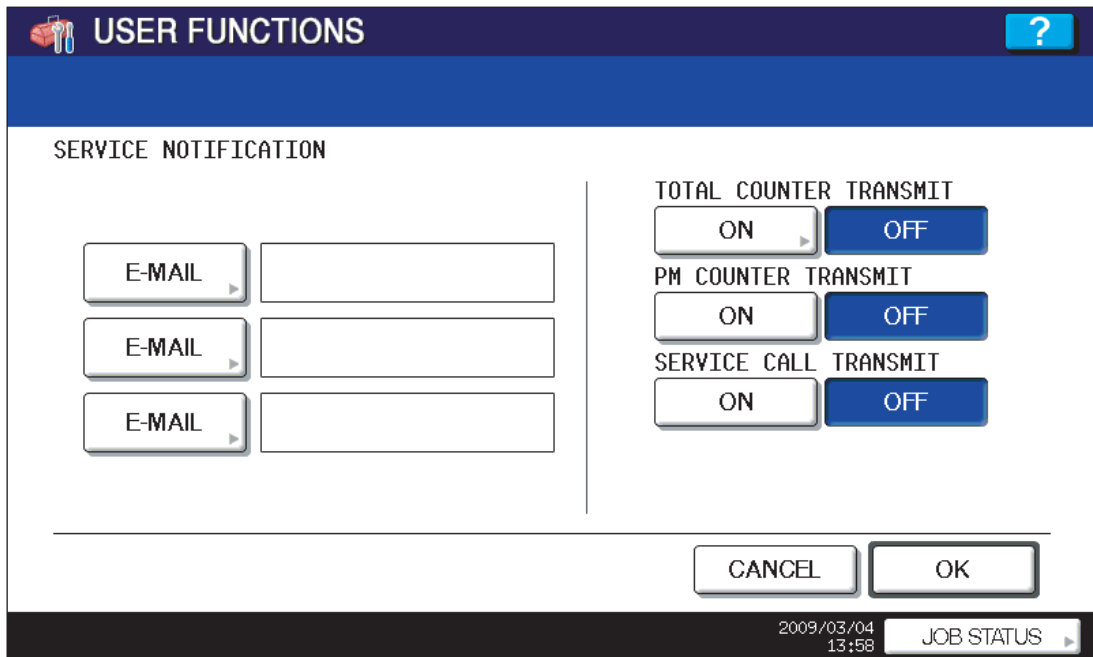 USER FUNCTIONS
?
SERVICE NOTIFICATION
E-MAIL
E-MAIL
E-MAIL
TOTAL COUNTER TRANSMIT
ON OFF
PM COUNTER TRANSMIT
ON OFF
SERVICE CALL TRANSMIT
ON OFF
CANCEL OK
2009/03/04
13:58
JOB STATUS